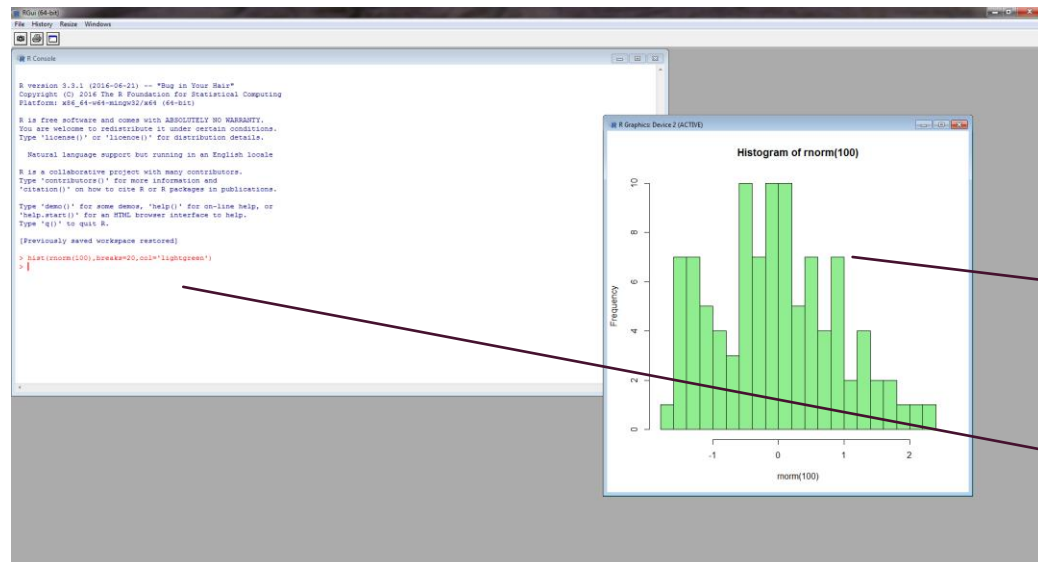 RGui (64-bit)
File History Resize Windows
R Console
R version 3.3.1 (2016-06-21) -- "Bug in Your Hair"
Copyright (C) 2016 The R Foundation for Statistical Computing
Platform: x86_64-w64-mingw32/x64 (64-bit)
R is free software and comes with ABSOLUTELY NO WARRANTY.
You are welcome to redistribute it under certain conditions.
Type 'license()' or 'licence()' for distribution details.
Natural language support but running in an English locale
R is a collaborative project with many contributors.
Type 'contributors()' for more information and
'citation()' on how to cite R or R packages in publications.
Type 'demo()' for some demos, 'help()' for on-line help, or
'help.start()' for an HTML browser interface to help.
Type 'q()' to quit R.
[Previously saved workspace restored]
> hist(rnorm(100),breaks=20,col='lightgreen')
>
R Graphics: Device 2 (ACTIVE)
Histogram of rnorm(100)
10
8
6
4
2
0
Frequency
-1 0 1 2
rnorm(100)